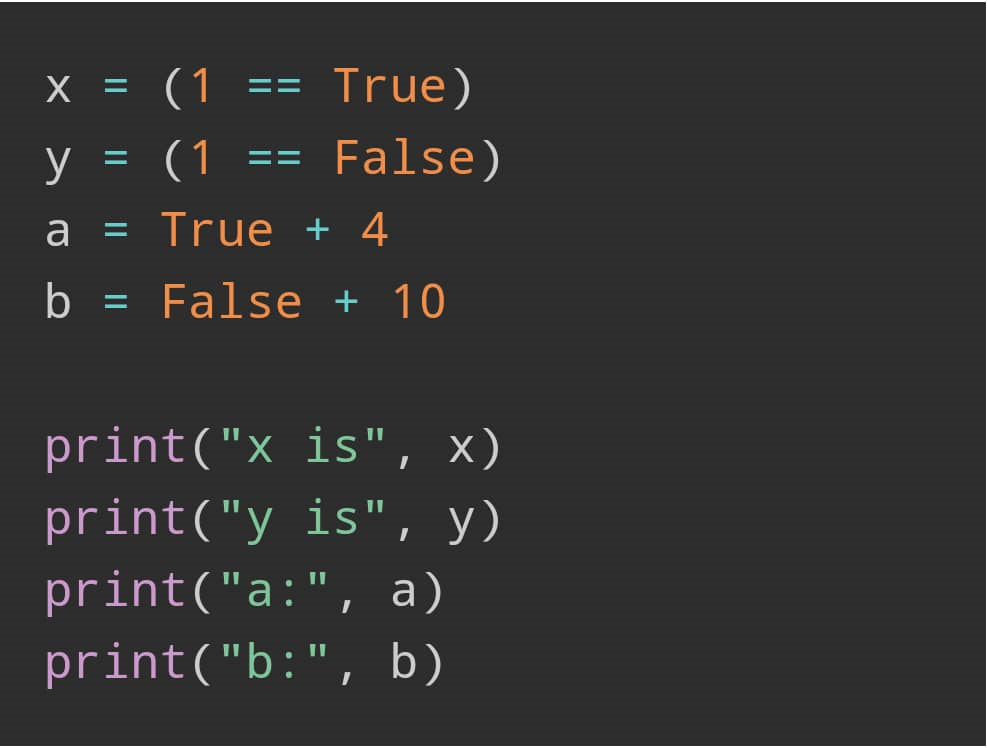 x = (1 == True)
y = (1 == False)
a = True + 4
b = False + 10
print("x is", x)
print("y is", y)
print("a:", a)
print("b:", b)